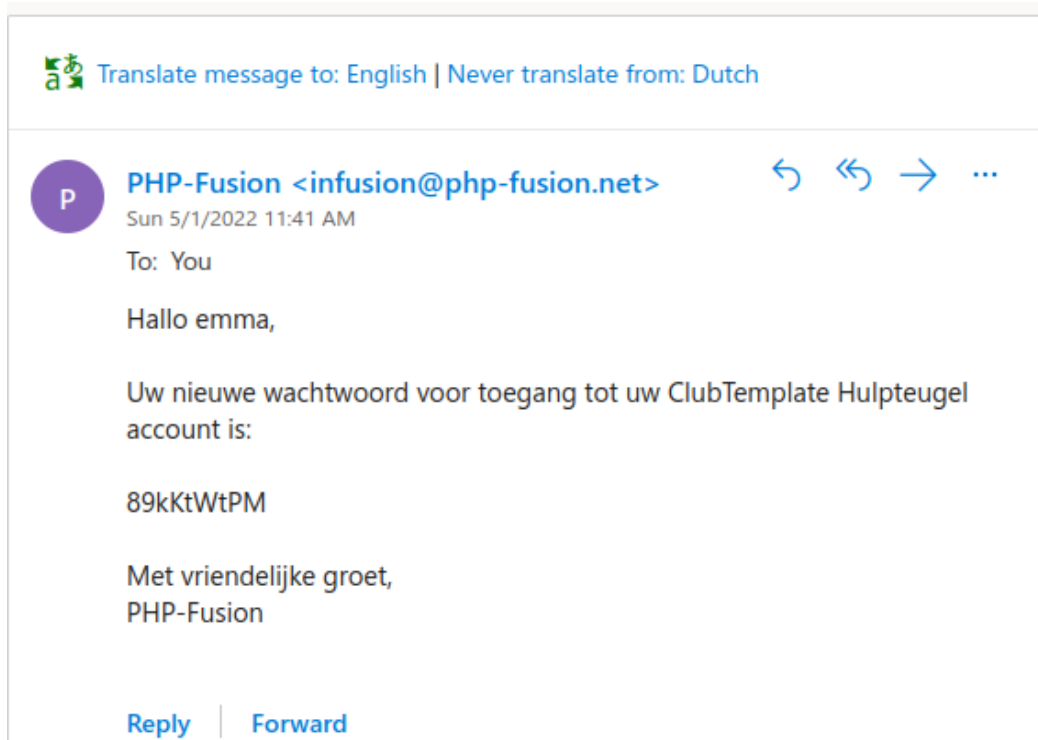 Translate message to: English | Never translate from: Dutch
P
PHP-Fusion <infusion@php-fusion.net>
Sun 5/1/2022 11:41 AM
To: You
Hallo emma,
Uw nieuwe wachtwoord voor toegang tot uw ClubTemplate Hulpteugel
account is:
89kKtWtPM
Met vriendelijke groet,
PHP-Fusion
Reply | Forward